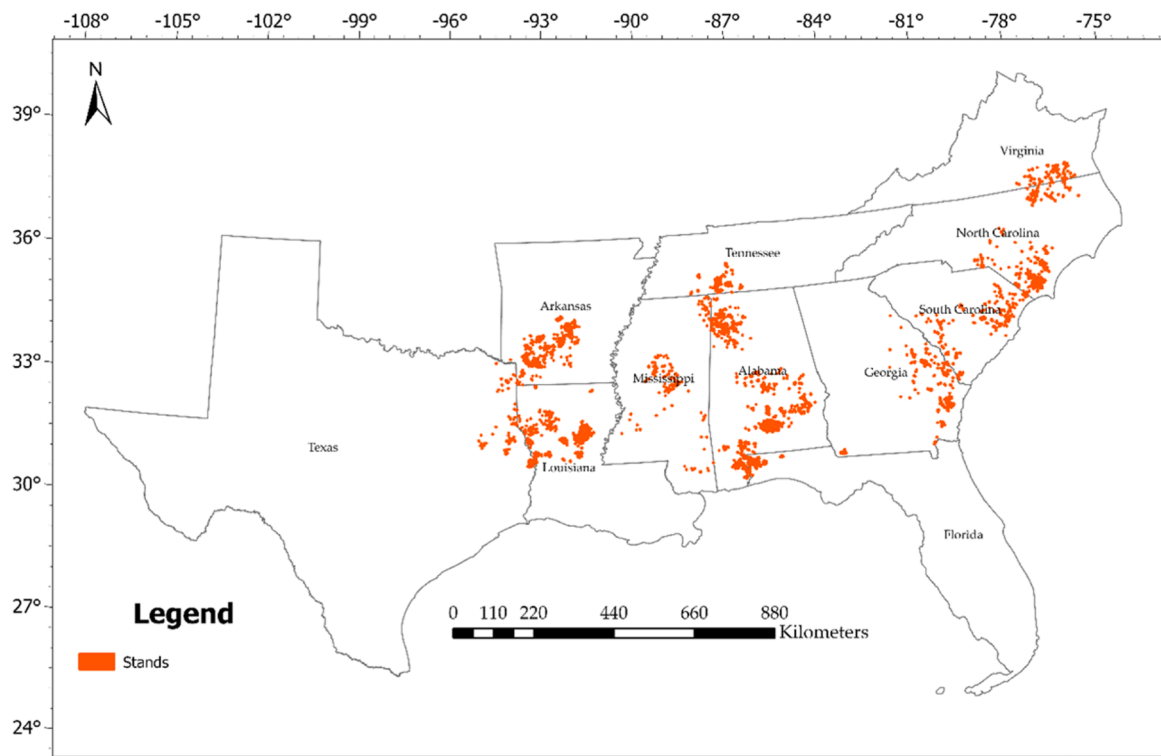 -108° -105° -102° -99° -96° -93° -90° -87° -84° -81° -78° -75°
N
39°
Virginia
36°
North Carolina
Tennessee
Arkansas
South Carolina
33°
Mississippi
Alabama
Georgia
Texas
Louisiana
30°
Florida
27°
Legend
0 110 220 440 660 880
Kilometers
Stands
24°